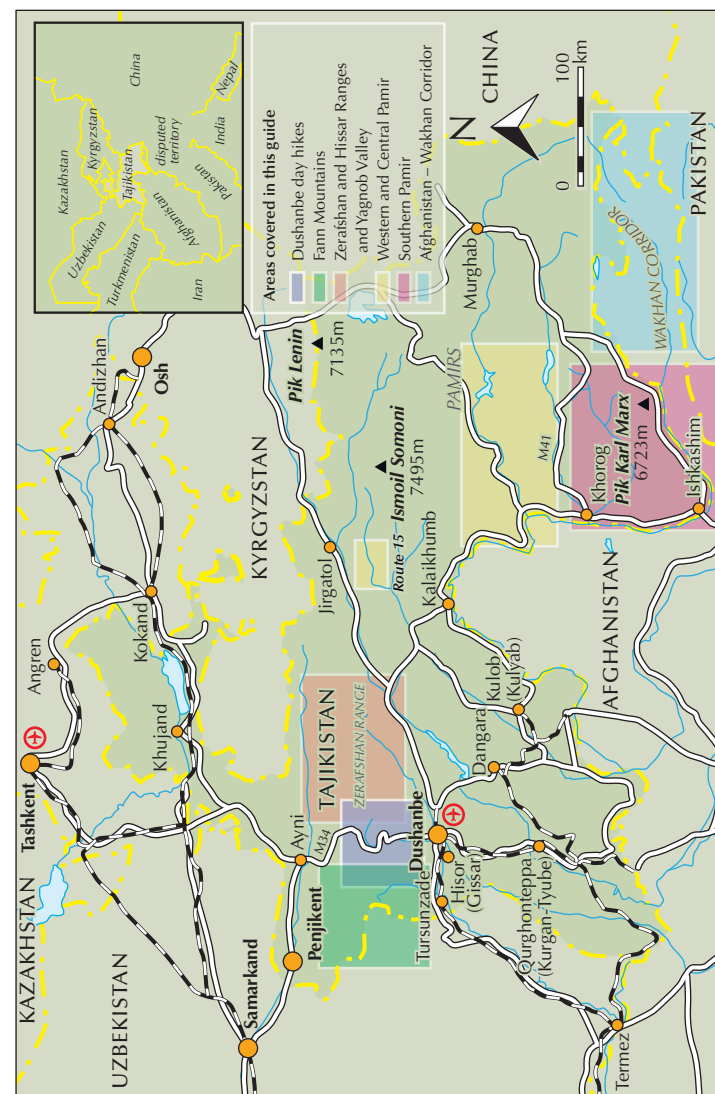 KAZAKHSTAN
UZBEKISTAN
Tashkent
Angren
Andizhan
Osh
Kokand
Khujand
Samarkand
Penjikent
Ayni
M34
KYRGYZSTAN
TAJIKISTAN
ZERAFSHAN RANGE
Jirgatol
Pik Lenin
7135m
Route 15
Ismoil Somoni
7495m
Dushanbe
Tursunzade
Hisor
(Gissar)
Qurghonteppa
(Kurgan-Tyube)
Termez
Dangara
Kulob
(Kulyab)
Kalaikhumb
PAMIRS
M41
Murghab
Khorog
Pik Karl Marx
6723m
Ishkashim
AFGHANISTAN
WAKHAN CORRIDOR
PAKISTAN
CHINA
N
0
100
km
Areas covered in this guide
Dushanbe day hikes
Fann Mountains
Zerafshan and Hissar Ranges
and Yagnob Valley
Western and Central Pamir
Southern Pamir
Afghanistan – Wakhan Corridor
Kazakhstan
Uzbekistan
Kyrgyzstan
Turkmenistan
Tajikistan
China
disputed
territory
Afghanistan
Iran
Pakistan
India
Nepal